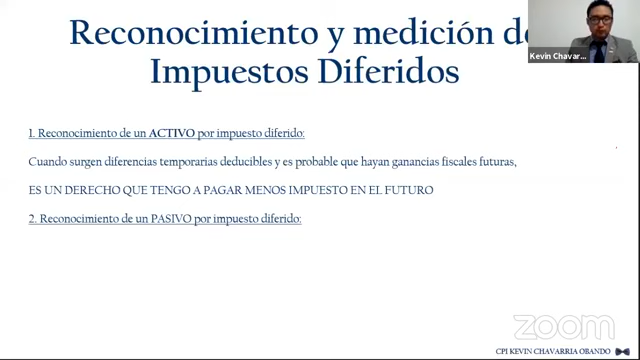 Reconocimiento y medición de
Impuestos Diferidos
Kevin Chavarr...
1. Reconocimiento de un ACTIVO por impuesto diferido:
Cuando surgen diferencias temporarias deducibles y es probable que hayan ganancias fiscales futuras,
ES UN DERECHO QUE TENGO A PAGAR MENOS IMPUESTO EN EL FUTURO
2. Reconocimiento de un PASIVO por impuesto diferido:
zoom
CPI KEVIN CHAVARRIA OBANDO